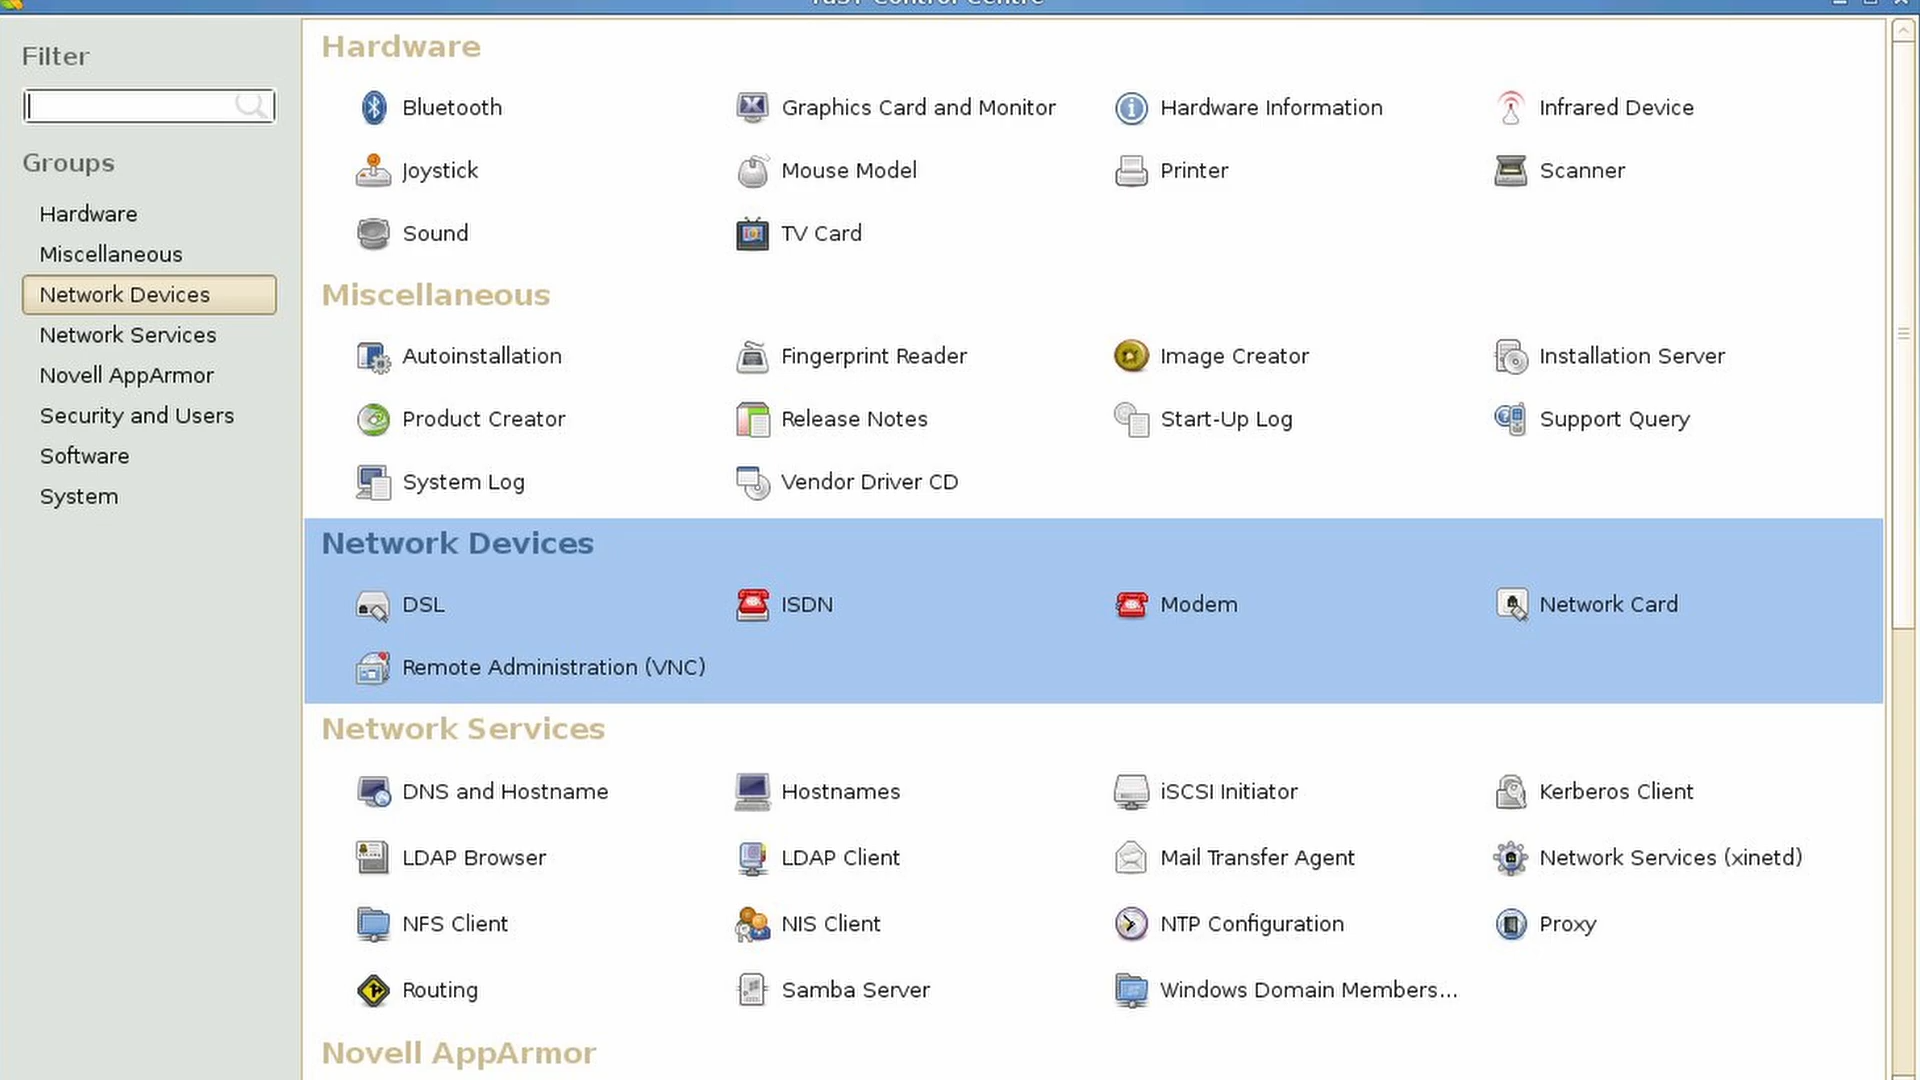 YaST Control Centre
Filter
Groups
Hardware
Miscellaneous
Network Devices
Network Services
Novell AppArmor
Security and Users
Software
System
Hardware
Bluetooth Graphics Card and Monitor Hardware Information Infrared Device
Joystick Mouse Model Printer Scanner
Sound TV Card
Miscellaneous
Autoinstallation Fingerprint Reader Image Creator Installation Server
Product Creator Release Notes Start-Up Log Support Query
System Log Vendor Driver CD
Network Devices
DSL ISDN Modem Network Card
Remote Administration (VNC)
Network Services
DNS and Hostname Hostnames iSCSI Initiator Kerberos Client
LDAP Browser LDAP Client Mail Transfer Agent Network Services (xinetd)
NFS Client NIS Client NTP Configuration Proxy
Routing Samba Server Windows Domain Members...
Novell AppArmor